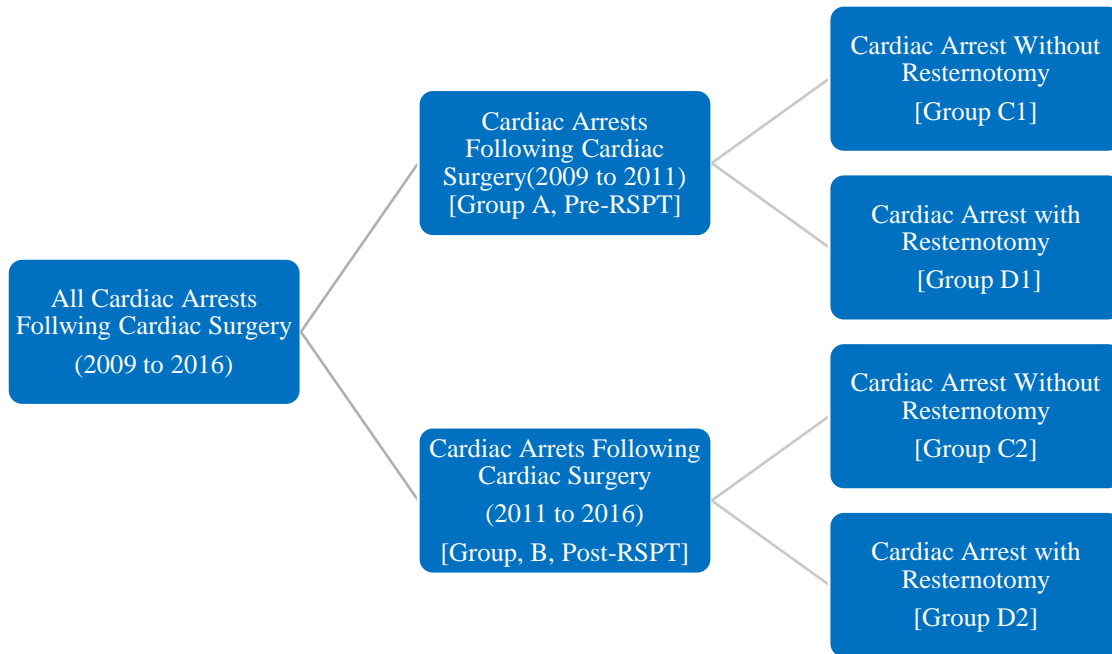 All Cardiac Arrests
Follwing Cardiac Surgery
(2009 to 2016)
Cardiac Arrests
Following Cardiac
Surgery(2009 to 2011)
[Group A, Pre-RSPT]
Cardiac Arrest Without
Resternotomy
[Group C1]
Cardiac Arrest with
Resternotomy
[Group D1]
Cardiac Arrets Following
Cardiac Surgery
(2011 to 2016)
[Group, B, Post-RSPT]
Cardiac Arrest Without
Resternotomy
[Group C2]
Cardiac Arrest with
Resternotomy
[Group D2]